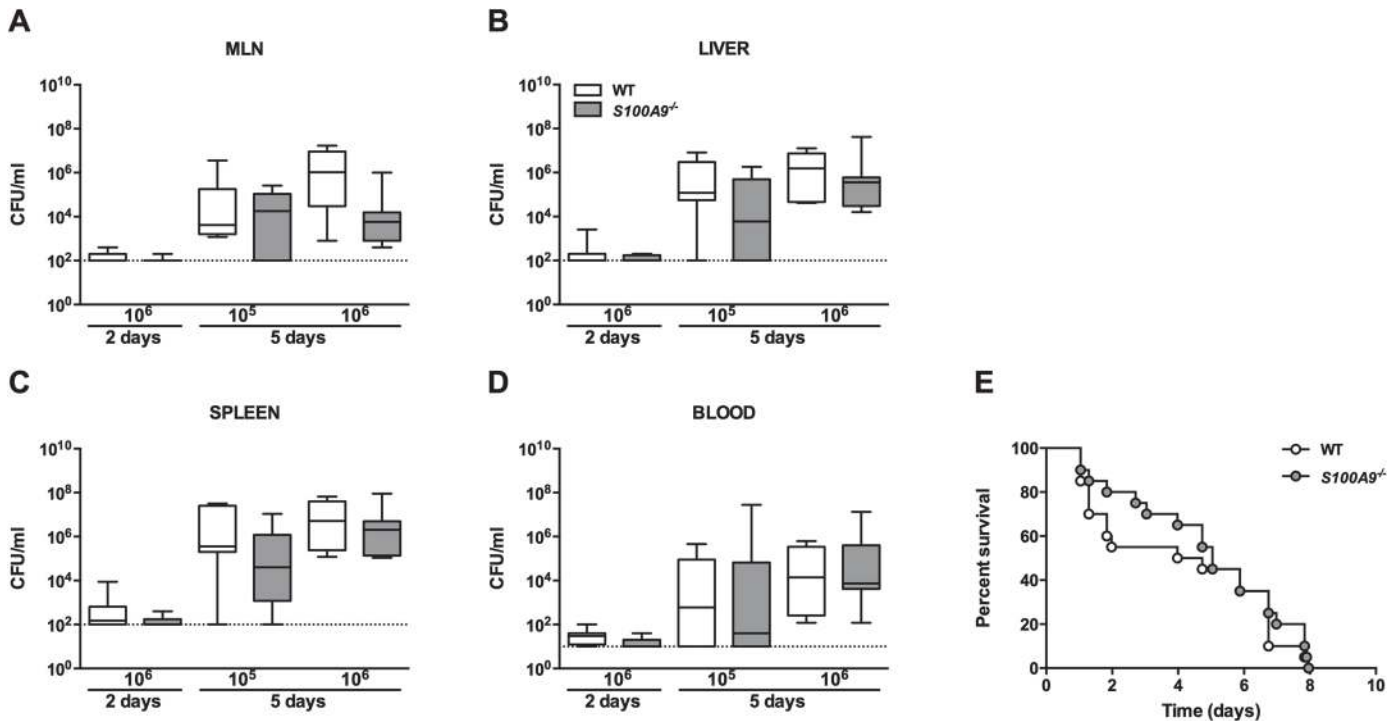 A
MLN
CFU/ml
10^10
10^8
10^6
10^4
10^2
10^0
10^6 10^5 10^6
2 days 5 days
B
LIVER
WT
S100A9-/-
CFU/ml
10^10
10^8
10^6
10^4
10^2
10^0
10^6 10^5 10^6
2 days 5 days
C
SPLEEN
CFU/ml
10^10
10^8
10^6
10^4
10^2
10^0
10^6 10^5 10^6
2 days 5 days
D
BLOOD
CFU/ml
10^10
10^8
10^6
10^4
10^2
10^0
10^6 10^5 10^6
2 days 5 days
E
WT
S100A9-/-
Percent survival
100
80
60
40
20
0
0 2 4 6 8 10
Time (days)